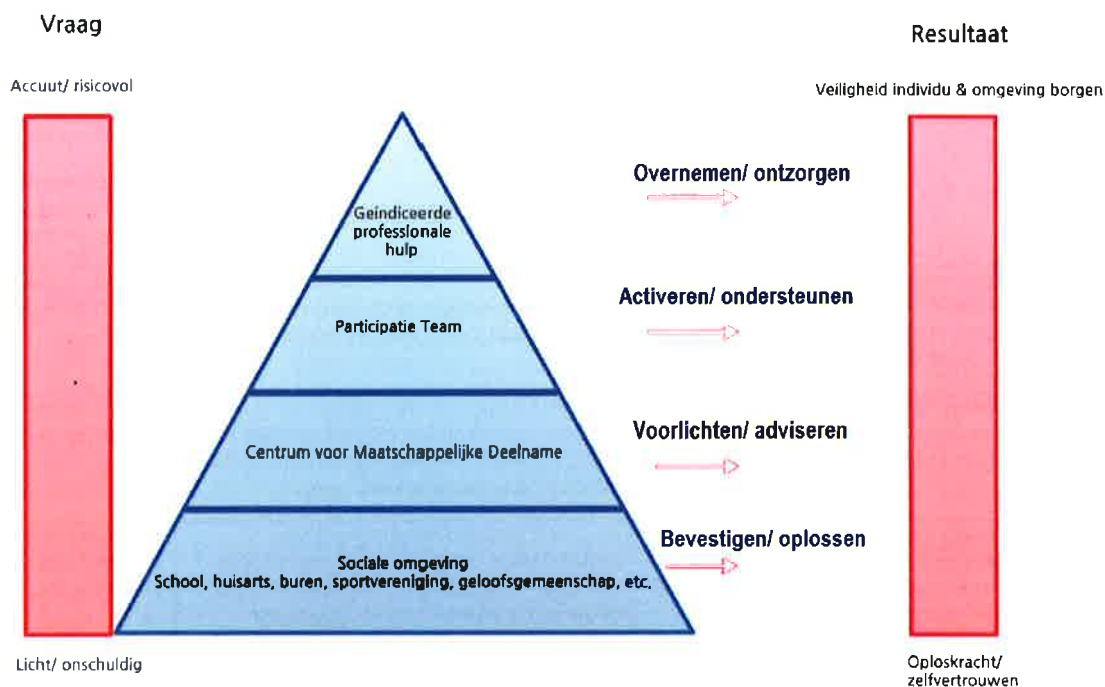 Vraag
Resultaat
Accuut/ risicovol
Veiligheid individu & omgeving borgen
Overnemen/ ontzorgen
Geïndiceerde
professionale
hulp
Activeren/ ondersteunen
Participatie Team
Voorlichten/ adviseren
Centrum voor Maatschappelijke Deelname
Bevestigen/ oplossen
Sociale omgeving
School, huisarts, buren, sportvereniging, geloofsgemeenschap, etc.
Licht/ onschuldig
Oploskracht/
zelfvertrouwen